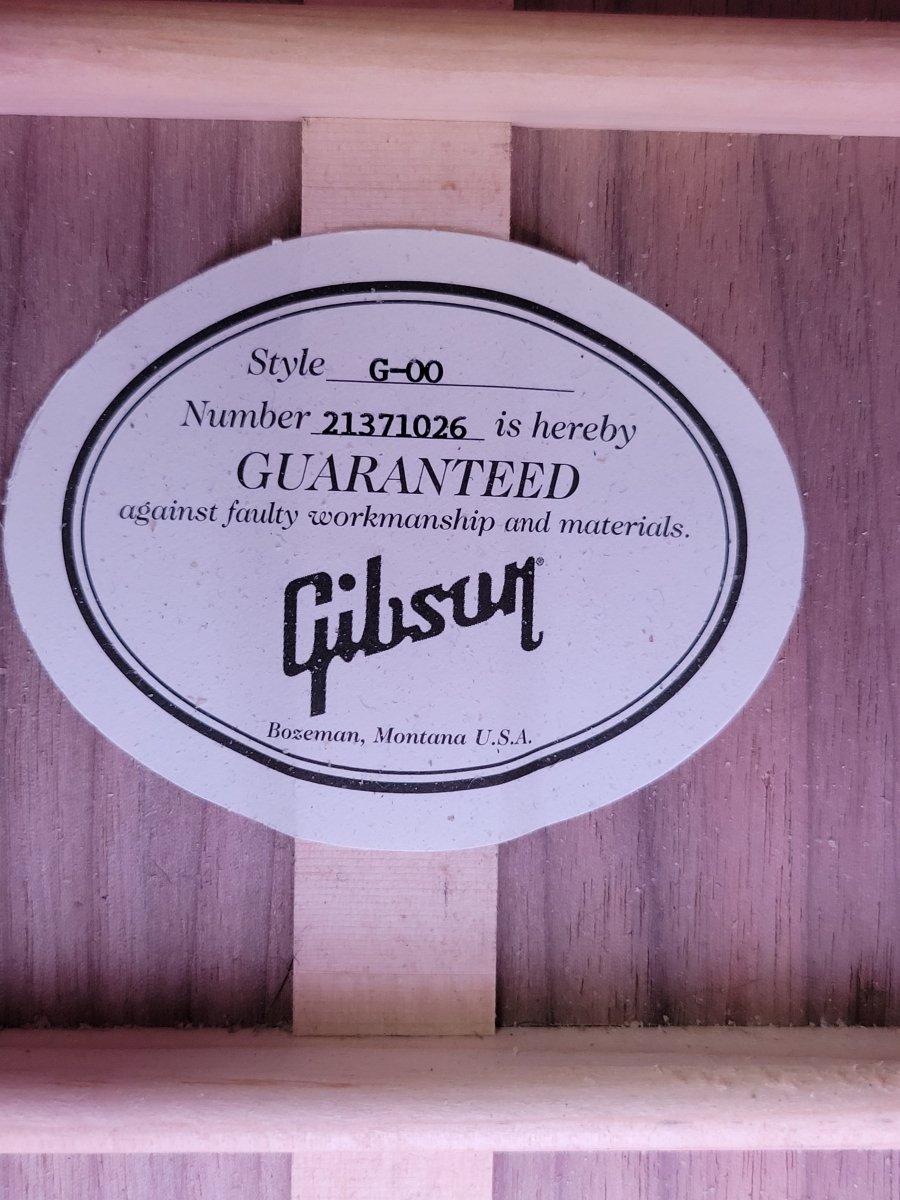 Style G-00
Number 21371026 is hereby
GUARANTEED
against faulty workmanship and materials.
Gibson®
Bozeman, Montana U.S.A.